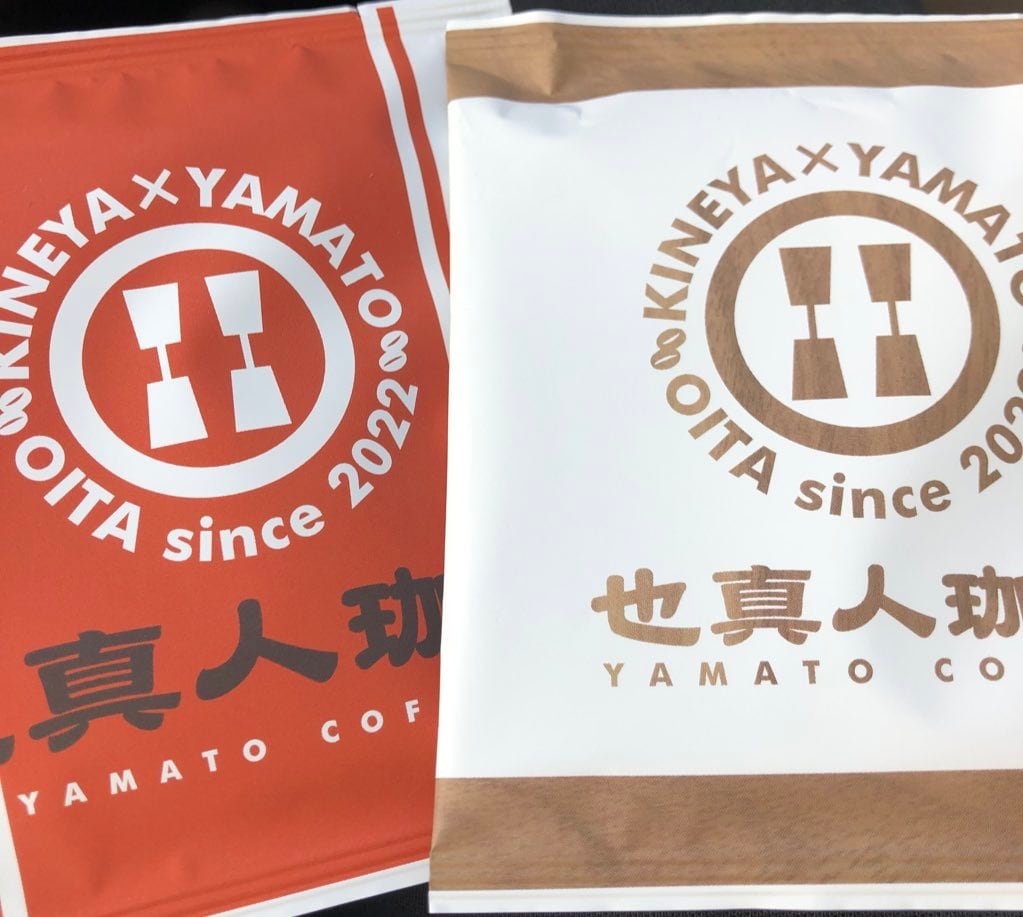 KINEYA×YAMATO
OITA since 2022
真人珈
YAMATO COF
KINEYA×YAMATO
OITA since 202
也真人珈
YAMATO CO